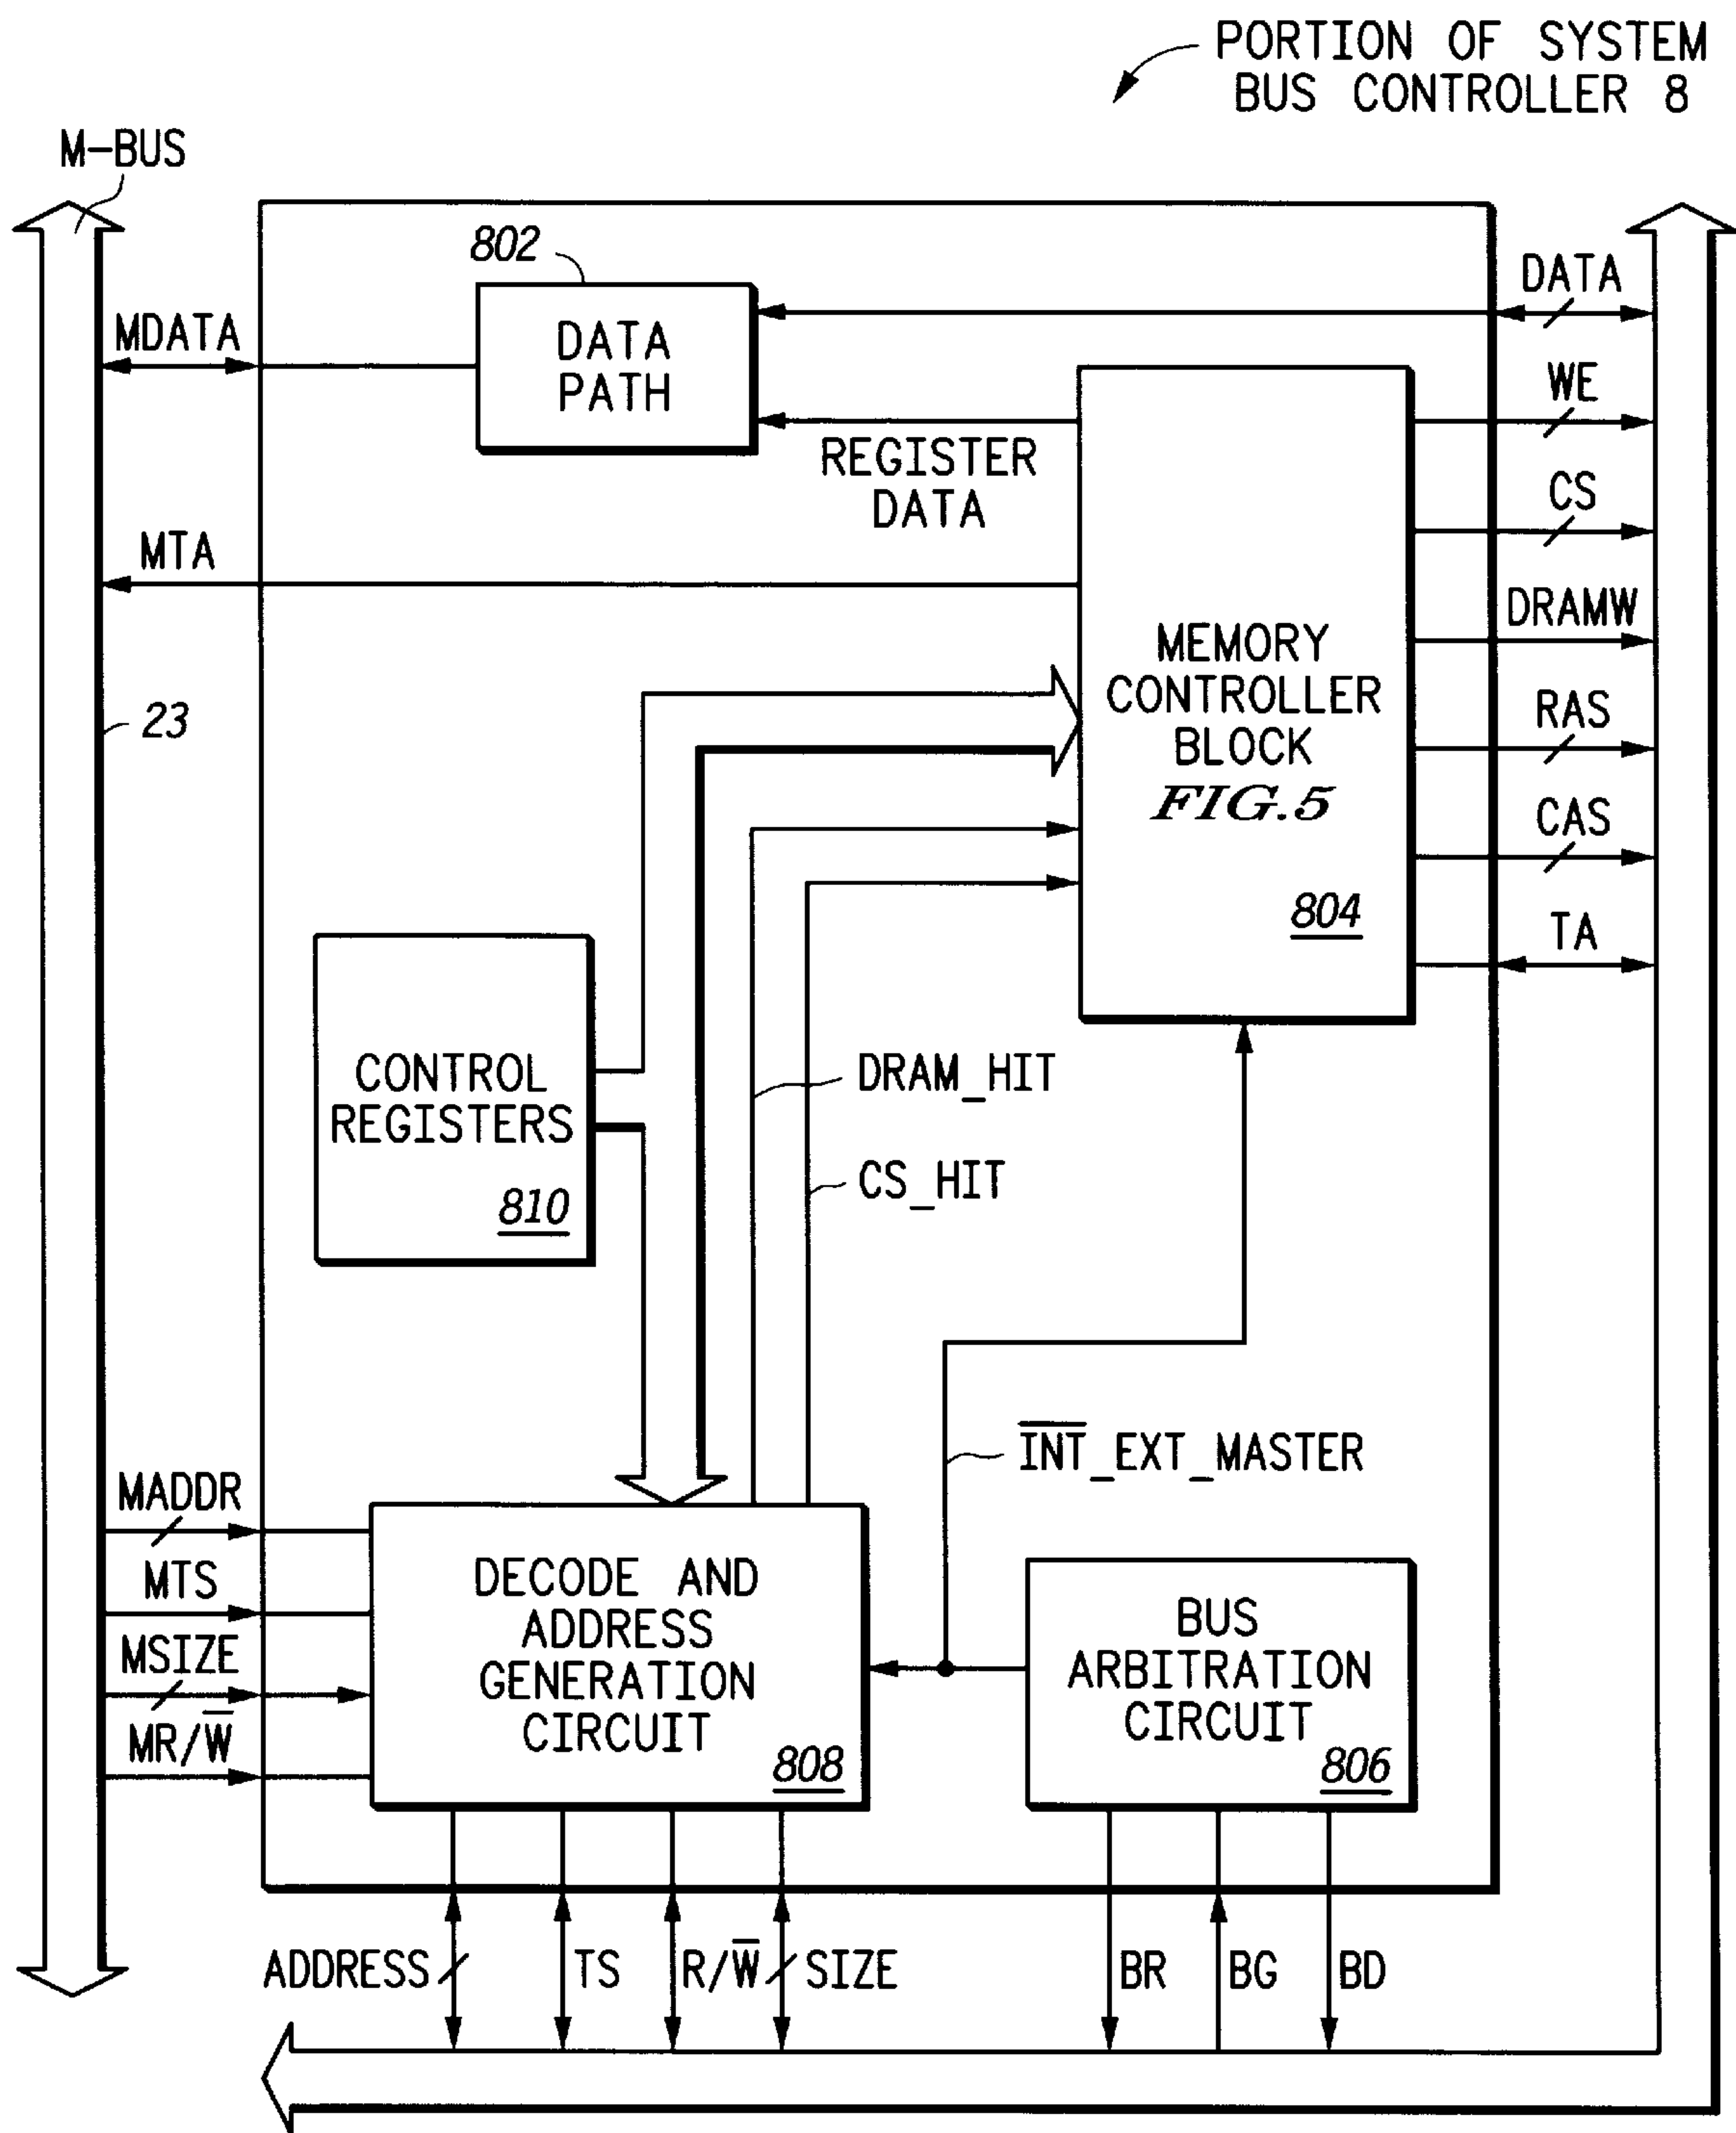 PORTION OF SYSTEM
BUS CONTROLLER 8
M-BUS
802
DATA
PATH
MDATA
DATA
WE
REGISTER
DATA
CS
MTA
DRAMW
MEMORY
CONTROLLER
BLOCK
FIG.5
804
23
RAS
CAS
TA
CONTROL
REGISTERS
810
DRAM_HIT
CS_HIT
I̅N̅T̅_EXT_MASTER
MADDR
MTS
MSIZE
MR/W̅
DECODE AND
ADDRESS
GENERATION
CIRCUIT
808
BUS
ARBITRATION
CIRCUIT
806
ADDRESS
TS
R/W̅
SIZE
BR
BG
BD